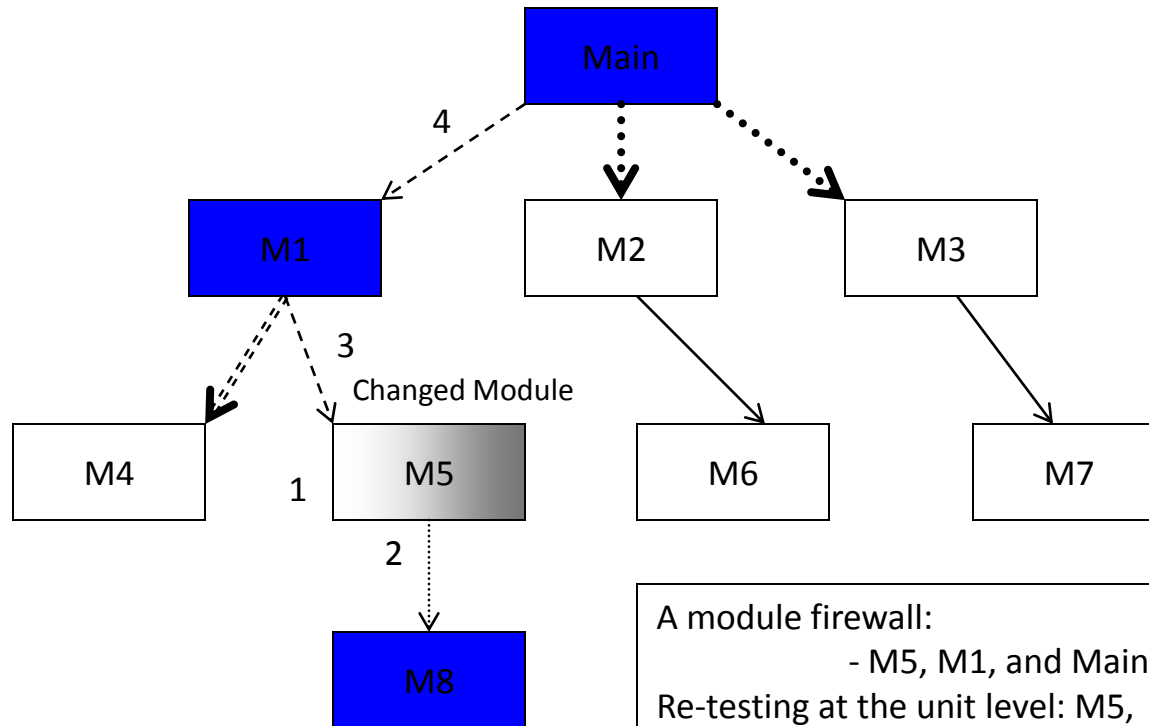 Main
4
M1
M2
M3
3
Changed Module
M4
1
M5
M6
M7
2
M8
A module firewall:
- M5, M1, and Main
Re-testing at the unit level: M5,